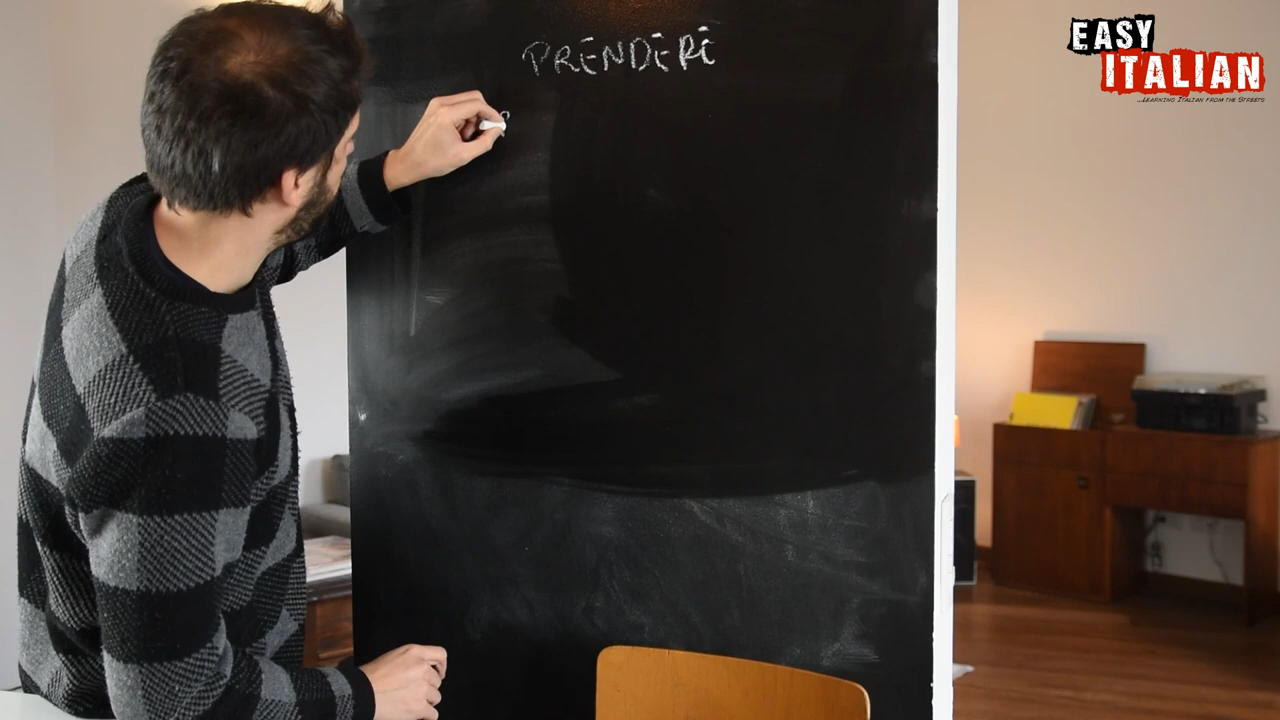 PRENDERE
EASY
ITALIAN
...LEARNING ITALIAN FROM THE STREETS